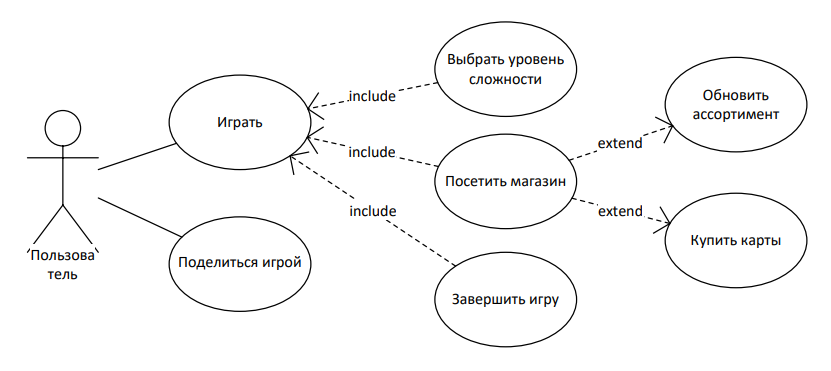 Выбрать уровень
сложности
Обновить
ассортимент
include
Играть
extend
include
Посетить магазин
include
extend
Купить карты
Пользова
тель
Поделиться игрой
Завершить игру